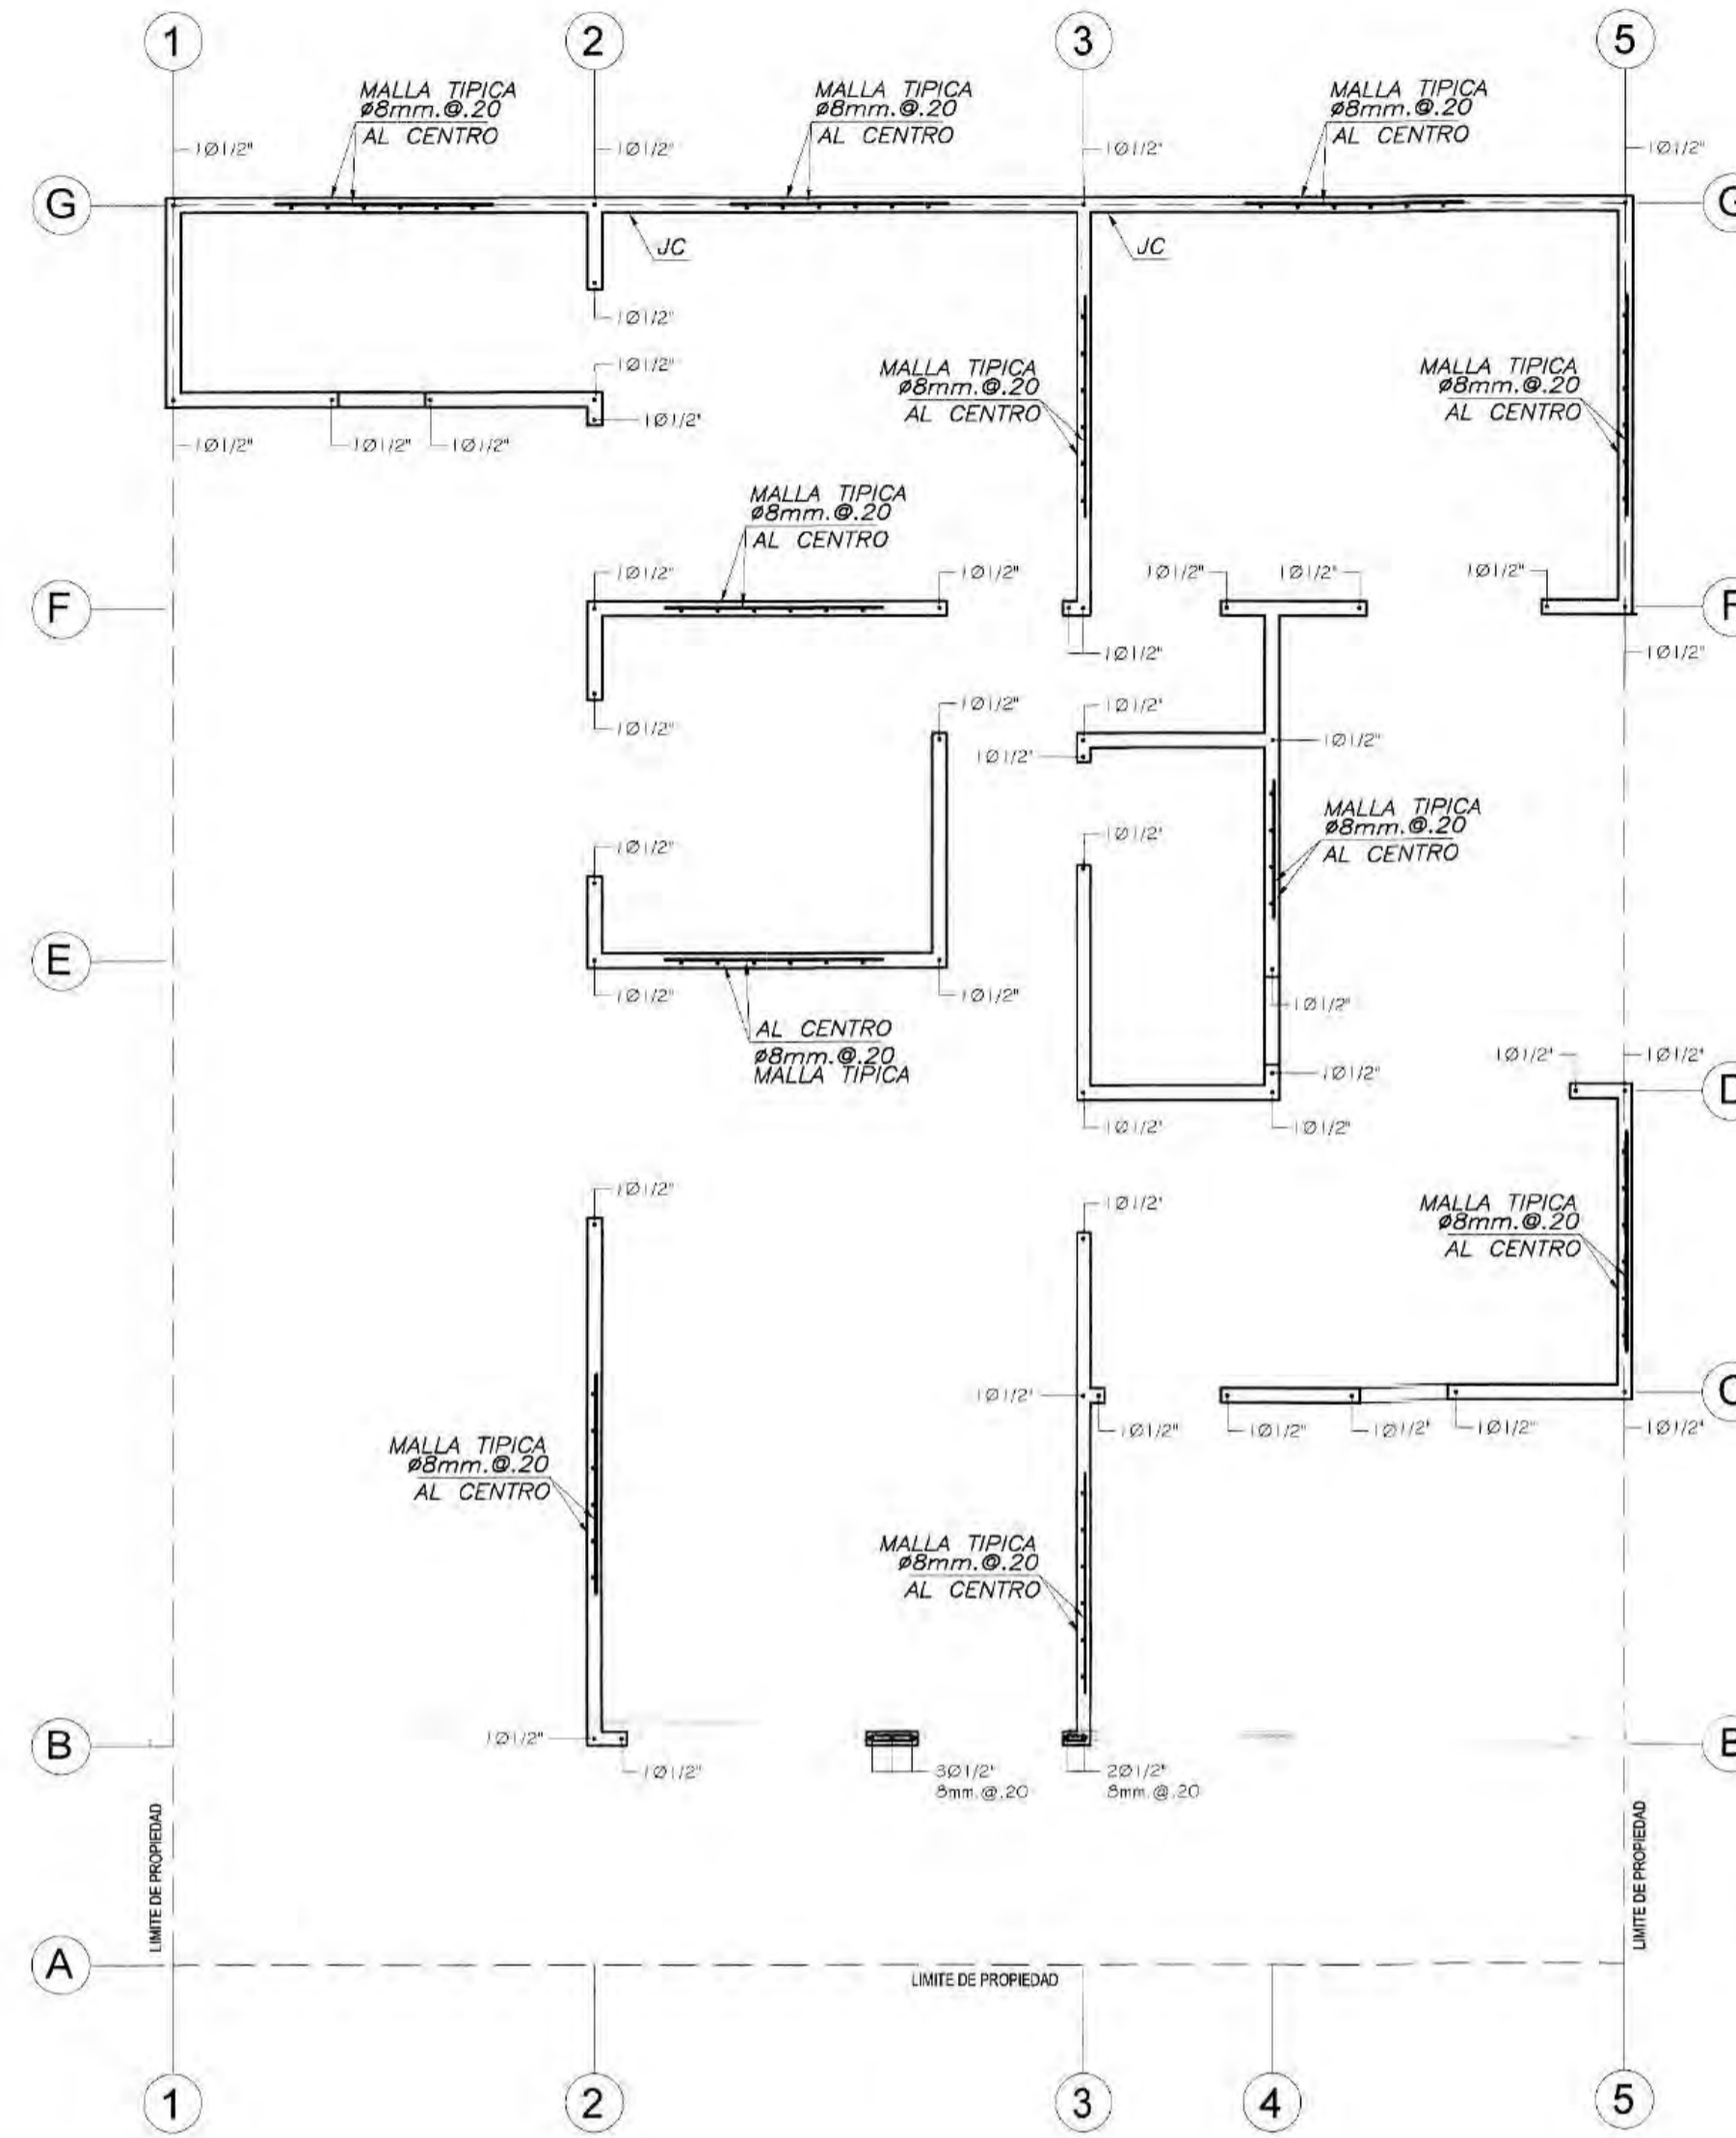 1
2
3
5
MALLA TIPICA
ø8mm.@.20
AL CENTRO
MALLA TIPICA
ø8mm.@.20
AL CENTRO
MALLA TIPICA
ø8mm.@.20
AL CENTRO
1Ø1/2"
1Ø1/2"
1Ø1/2"
1Ø1/2"
G
JC
JC
1Ø1/2"
1Ø1/2"
1Ø1/2"
MALLA TIPICA
ø8mm.@.20
AL CENTRO
MALLA TIPICA
ø8mm.@.20
AL CENTRO
1Ø1/2"
1Ø1/2"
1Ø1/2"
MALLA TIPICA
ø8mm.@.20
AL CENTRO
1Ø1/2"
1Ø1/2"
1Ø1/2"
1Ø1/2"
1Ø1/2"
F
1Ø1/2"
1Ø1/2"
1Ø1/2"
1Ø1/2"
1Ø1/2"
1Ø1/2"
1Ø1/2"
MALLA TIPICA
ø8mm.@.20
AL CENTRO
1Ø1/2"
1Ø1/2"
E
1Ø1/2"
1Ø1/2"
1Ø1/2"
AL CENTRO
ø8mm.@.20
MALLA TIPICA
1Ø1/2"
1Ø1/2"
1Ø1/2"
1Ø1/2"
1Ø1/2"
1Ø1/2"
1Ø1/2"
MALLA TIPICA
ø8mm.@.20
AL CENTRO
1Ø1/2"
1Ø1/2"
1Ø1/2"
1Ø1/2"
1Ø1/2"
1Ø1/2"
1Ø1/2"
MALLA TIPICA
ø8mm.@.20
AL CENTRO
MALLA TIPICA
ø8mm.@.20
AL CENTRO
B
1Ø1/2"
1Ø1/2"
3Ø1/2"
8mm.@.20
2Ø1/2"
8mm.@.20
LIMITE DE PROPIEDAD
LIMITE DE PROPIEDAD
A
LIMITE DE PROPIEDAD
1
2
3
4
5